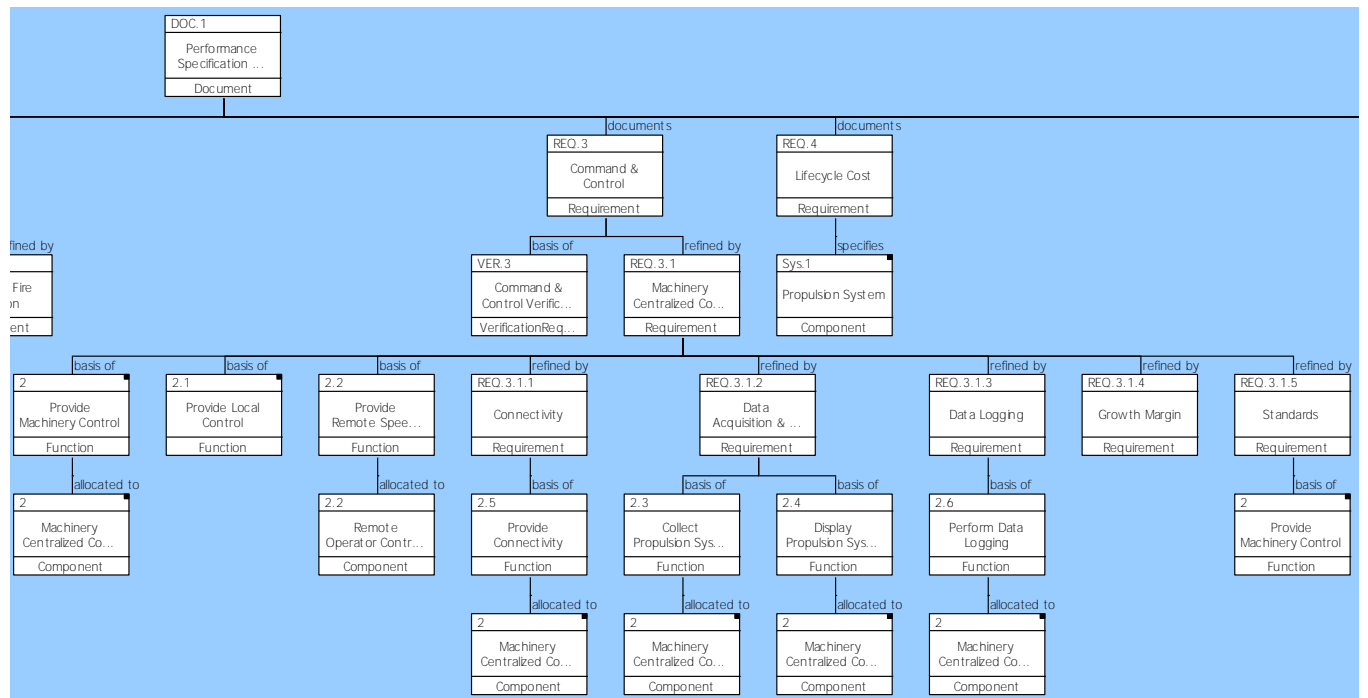 DOC.1
Performance
Specification ...
Document
documents
documents
REQ.3
Command &
Control
Requirement
REQ.4
Lifecycle Cost
Requirement
fined by
basis of
refined by
specifies
Fire
on
ent
VER.3
Command &
Control Verific...
VerificationReq...
REQ.3.1
Machinery
Centralized Co...
Requirement
Sys.1
Propulsion System
Component
basis of
basis of
basis of
refined by
refined by
refined by
refined by
refined by
2
Provide
Machinery Control
Function
2.1
Provide Local
Control
Function
2.2
Provide
Remote Spee...
Function
REQ.3.1.1
Connectivity
Requirement
REQ.3.1.2
Data
Acquisition & ...
Requirement
REQ.3.1.3
Data Logging
Requirement
REQ.3.1.4
Growth Margin
Requirement
REQ.3.1.5
Standards
Requirement
allocated to
allocated to
basis of
basis of
basis of
basis of
basis of
2
Machinery
Centralized Co...
Component
2.2
Remote
Operator Contr...
Component
2.5
Provide
Connectivity
Function
2.3
Collect
Propulsion Sys...
Function
2.4
Display
Propulsion Sys...
Function
2.6
Perform Data
Logging
Function
2
Provide
Machinery Control
Function
allocated to
allocated to
allocated to
allocated to
2
Machinery
Centralized Co...
Component
2
Machinery
Centralized Co...
Component
2
Machinery
Centralized Co...
Component
2
Machinery
Centralized Co...
Component